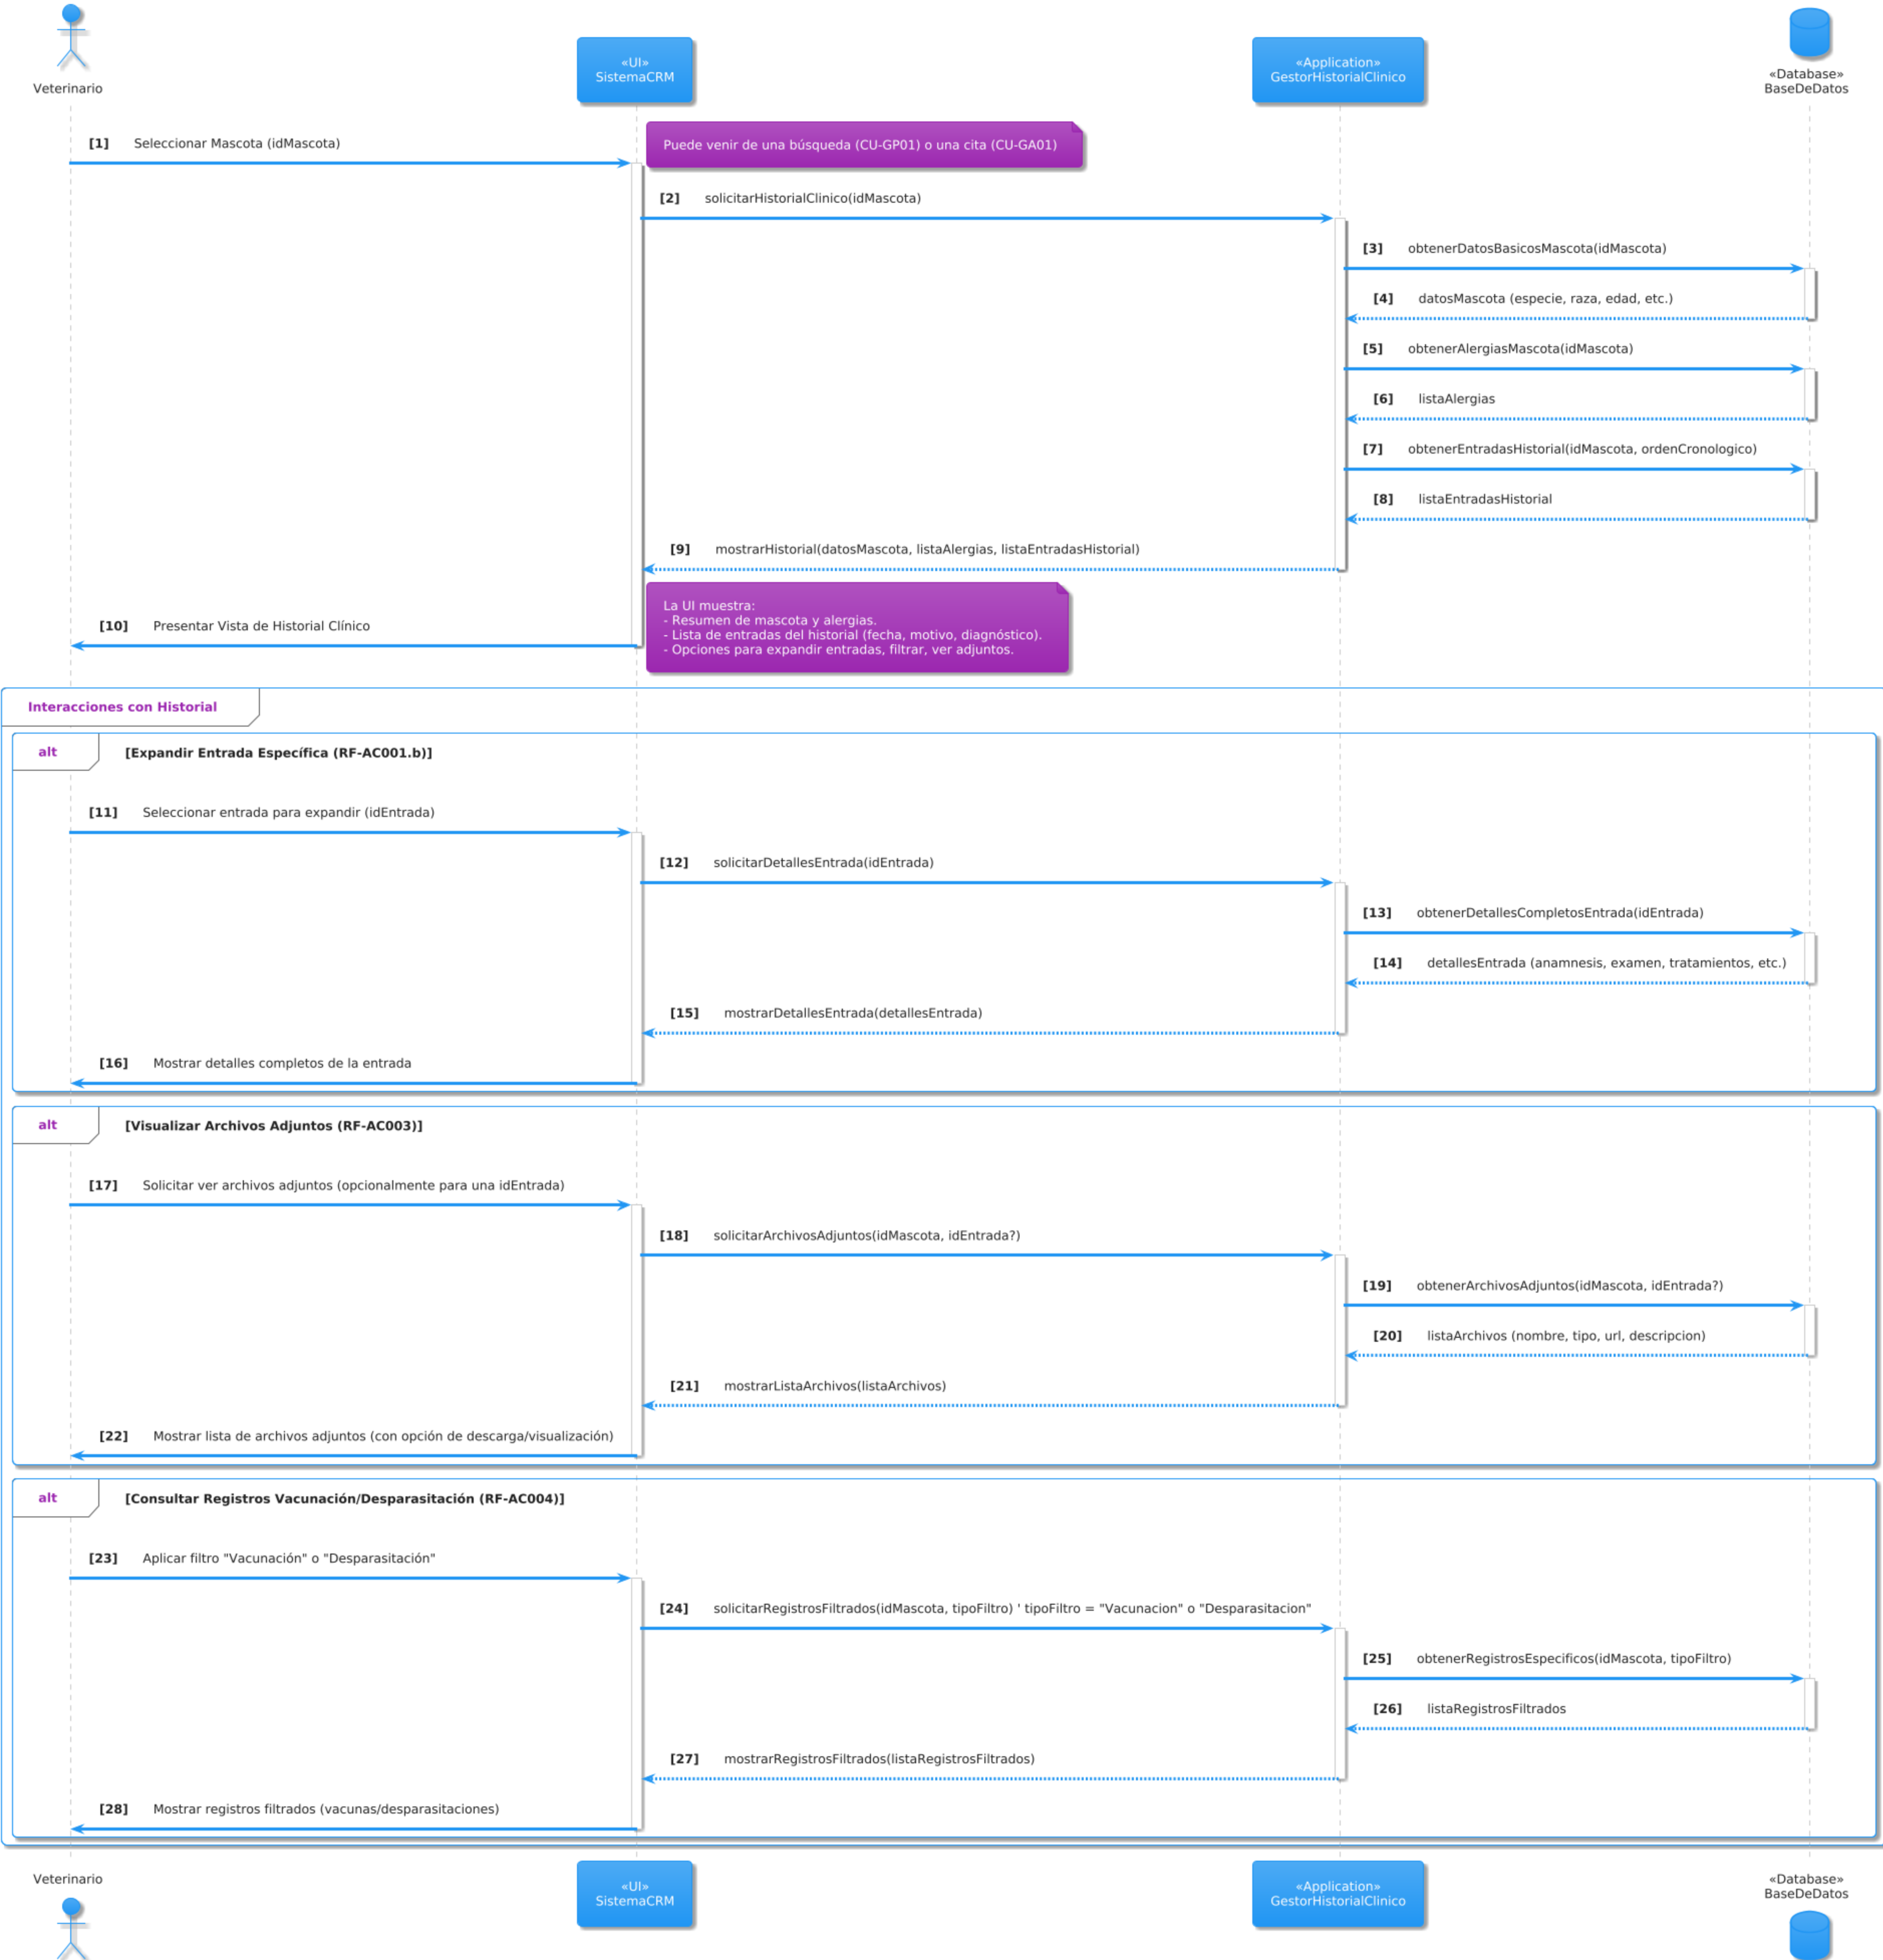 Veterinario
«UI»
SistemaCRM
«Application»
GestorHistorialClinico
«Database»
BaseDeDatos
[1] Seleccionar Mascota (idMascota)
Puede venir de una búsqueda (CU-GP01) o una cita (CU-GA01)
[2] solicitarHistorialClinico(idMascota)
[3] obtenerDatosBasicosMascota(idMascota)
[4] datosMascota (especie, raza, edad, etc.)
[5] obtenerAlergiasMascota(idMascota)
[6] listaAlergias
[7] obtenerEntradasHistorial(idMascota, ordenCronologico)
[8] listaEntradasHistorial
[9] mostrarHistorial(datosMascota, listaAlergias, listaEntradasHistorial)
[10] Presentar Vista de Historial Clínico
La UI muestra:
- Resumen de mascota y alergias.
- Lista de entradas del historial (fecha, motivo, diagnóstico).
- Opciones para expandir entradas, filtrar, ver adjuntos.
Interacciones con Historial
alt [Expandir Entrada Específica (RF-AC001.b)]
[11] Seleccionar entrada para expandir (idEntrada)
[12] solicitarDetallesEntrada(idEntrada)
[13] obtenerDetallesCompletosEntrada(idEntrada)
[14] detallesEntrada (anamnesis, examen, tratamientos, etc.)
[15] mostrarDetallesEntrada(detallesEntrada)
[16] Mostrar detalles completos de la entrada
alt [Visualizar Archivos Adjuntos (RF-AC003)]
[17] Solicitar ver archivos adjuntos (opcionalmente para una idEntrada)
[18] solicitarArchivosAdjuntos(idMascota, idEntrada?)
[19] obtenerArchivosAdjuntos(idMascota, idEntrada?)
[20] listaArchivos (nombre, tipo, url, descripcion)
[21] mostrarListaArchivos(listaArchivos)
[22] Mostrar lista de archivos adjuntos (con opción de descarga/visualización)
alt [Consultar Registros Vacunación/Desparasitación (RF-AC004)]
[23] Aplicar filtro "Vacunación" o "Desparasitación"
[24] solicitarRegistrosFiltrados(idMascota, tipoFiltro) ' tipoFiltro = "Vacunacion" o "Desparasitacion"
[25] obtenerRegistrosEspecificos(idMascota, tipoFiltro)
[26] listaRegistrosFiltrados
[27] mostrarRegistrosFiltrados(listaRegistrosFiltrados)
[28] Mostrar registros filtrados (vacunas/desparasitaciones)
Veterinario
«UI»
SistemaCRM
«Application»
GestorHistorialClinico
«Database»
BaseDeDatos